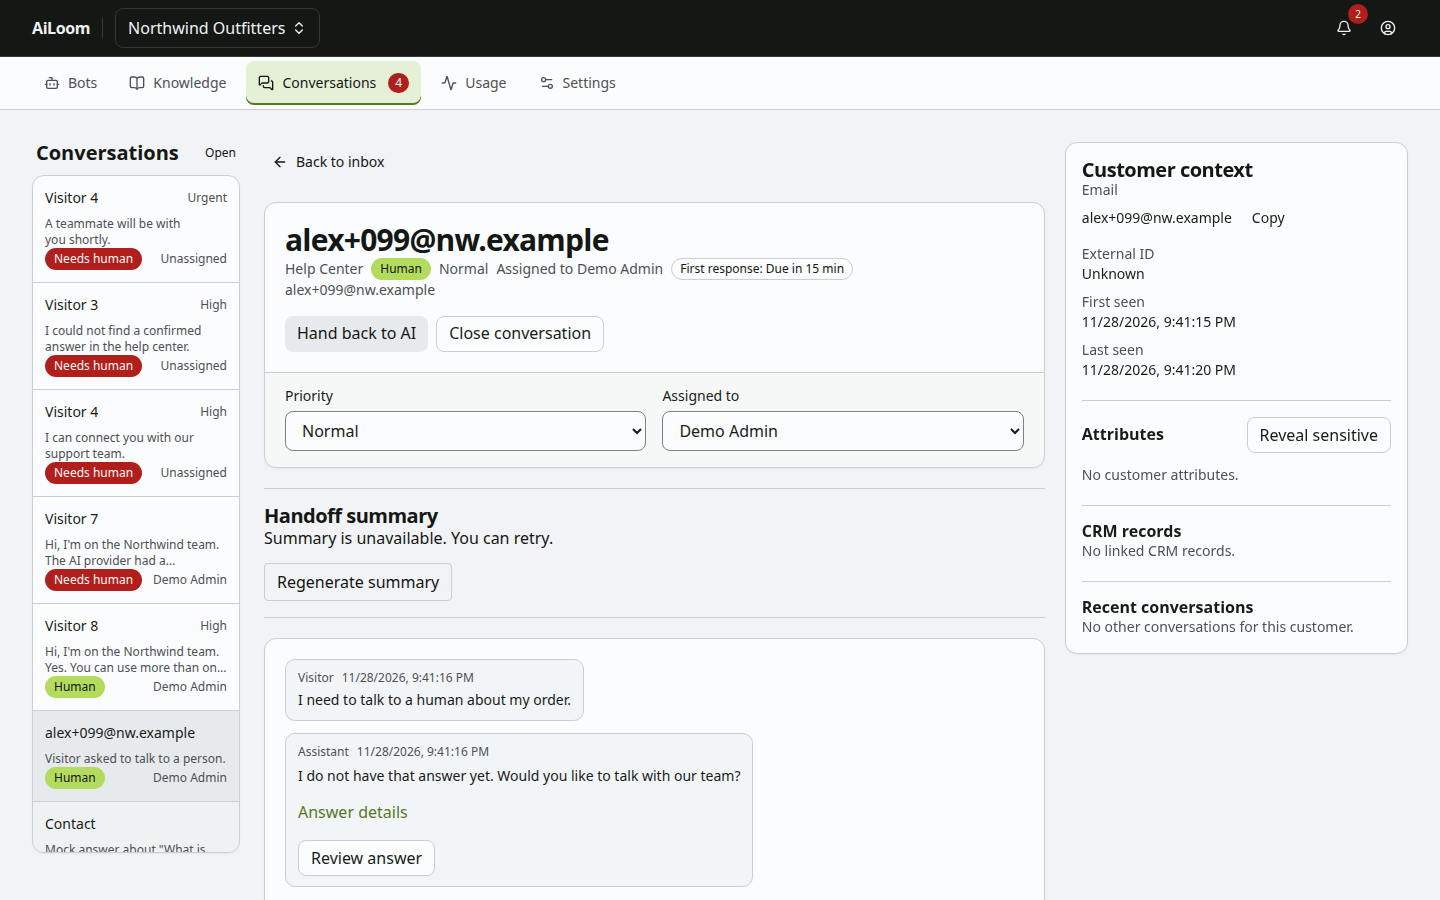 AiLoom
Northwind Outfitters
2
Bots
Knowledge
Conversations
4
Usage
Settings
Conversations
Open
Visitor 4
Urgent
A teammate will be with
you shortly.
Needs human
Unassigned
Visitor 3
High
I could not find a confirmed
answer in the help center.
Needs human
Unassigned
Visitor 4
High
I can connect you with our
support team.
Needs human
Unassigned
Visitor 7
Hi, I'm on the Northwind team.
The AI provider had a...
Needs human
Demo Admin
Visitor 8
High
Hi, I'm on the Northwind team.
Yes. You can use more than on...
Human
Demo Admin
alex+099@nw.example
Visitor asked to talk to a person.
Human
Demo Admin
Contact
Mock answer about "What is
Back to inbox
alex+099@nw.example
Help Center Human Normal Assigned to Demo Admin First response: Due in 15 min
alex+099@nw.example
Hand back to AI
Close conversation
Priority
Normal
Assigned to
Demo Admin
Handoff summary
Summary is unavailable. You can retry.
Regenerate summary
Visitor 11/28/2026, 9:41:16 PM
I need to talk to a human about my order.
Assistant 11/28/2026, 9:41:16 PM
I do not have that answer yet. Would you like to talk with our team?
Answer details
Review answer
Customer context
Email
alex+099@nw.example
Copy
External ID
Unknown
First seen
11/28/2026, 9:41:15 PM
Last seen
11/28/2026, 9:41:20 PM
Attributes
Reveal sensitive
No customer attributes.
CRM records
No linked CRM records.
Recent conversations
No other conversations for this customer.